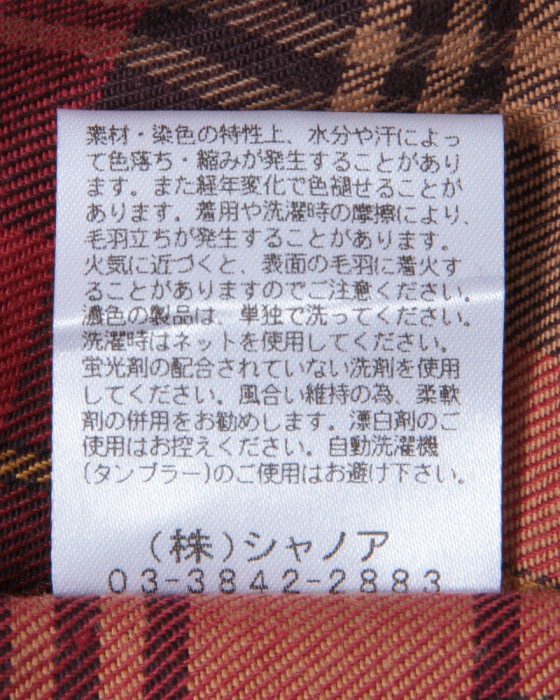 素材・染色の特性上、水分や汗によっ
て色落ち・縮みが発生することがあり
ます。また経年変化で色褪せることが
あります。着用や洗濯時の摩擦により、
毛羽立ちが発生することがあります。
火気に近づくと、表面の毛羽に着火す
ることがありますのでご注意ください。
濃色の製品は、単独で洗ってください。
洗濯時はネットを使用してください。
蛍光剤の配合されていない洗剤を使用
してください。風合い維持の為、柔軟
剤の併用をお勧めします。漂白剤のご
使用はお控えください。自動洗濯機
(タンブラー)のご使用はお避け下さい。
(株)シャノア
03-3842-2883